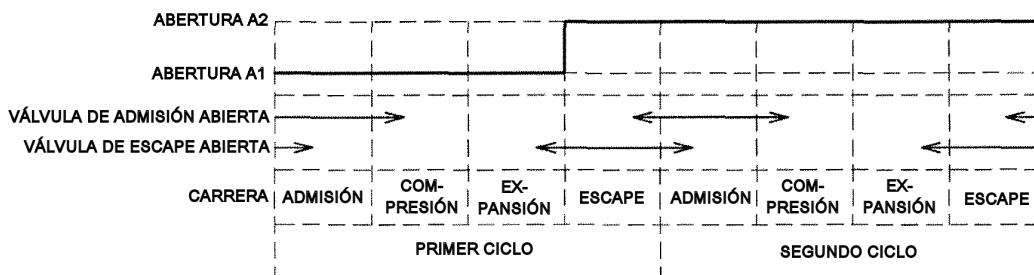 ABERTURA A2
ABERTURA A1
VÁLVULA DE ADMISIÓN ABIERTA
VÁLVULA DE ESCAPE ABIERTA
CARRERA
ADMISIÓN
COM-
PRESIÓN
EX-
PANSIÓN
ESCAPE
ADMISIÓN
COM-
PRESIÓN
EX-
PANSIÓN
ESCAPE
PRIMER CICLO
SEGUNDO CICLO